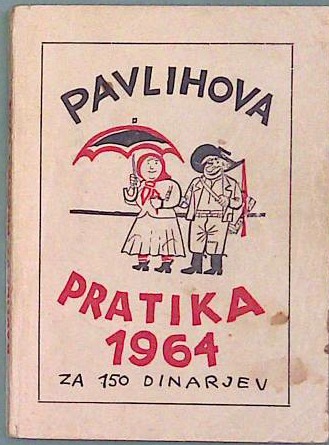 PAVLIHOVA
PRATIKA
1964
ZA 150 DINARJEV